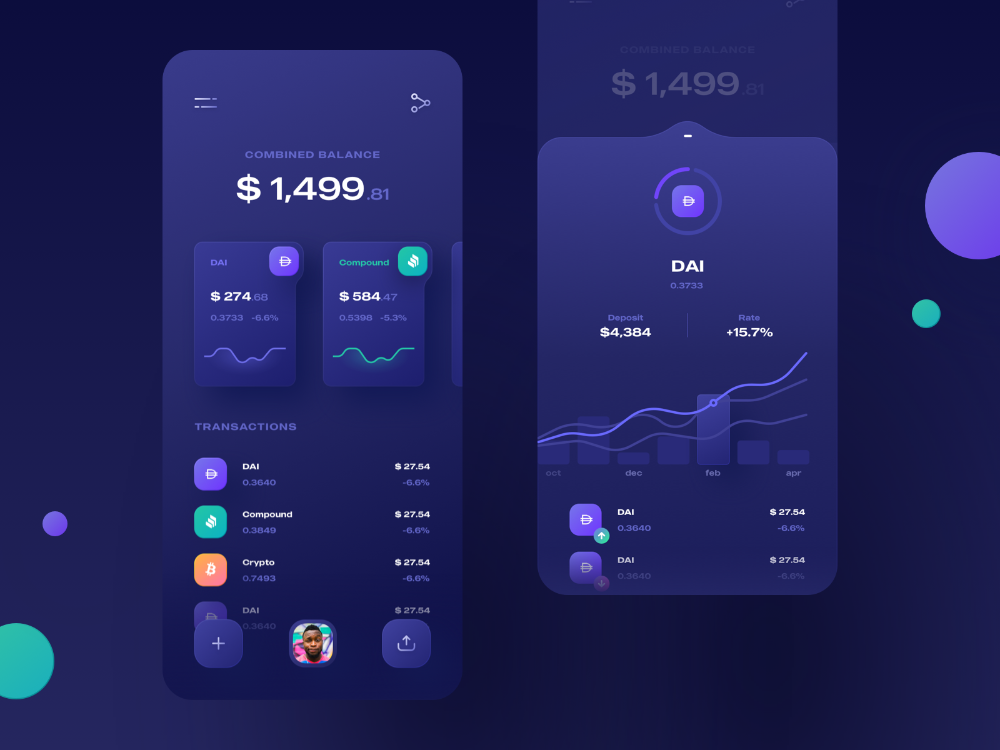 COMBINED BALANCE
$ 1,499.81
DAI
$ 274.68
0.3733 -6.6%
Compound
$ 584.47
0.5398 -5.3%
TRANSACTIONS
DAI $ 27.54
0.3640 -6.6%
Compound $ 27.54
0.3849 -6.6%
Crypto $ 27.54
0.7493 -6.6%
DAI $ 27.54
0.3640 -6.6%
COMBINED BALANCE
$ 1,499.81
DAI
0.3733
Deposit Rate
$4,384 +15.7%
oct dec feb apr
DAI $ 27.54
0.3640 -6.6%
DAI $ 27.54
0.3640 -6.6%